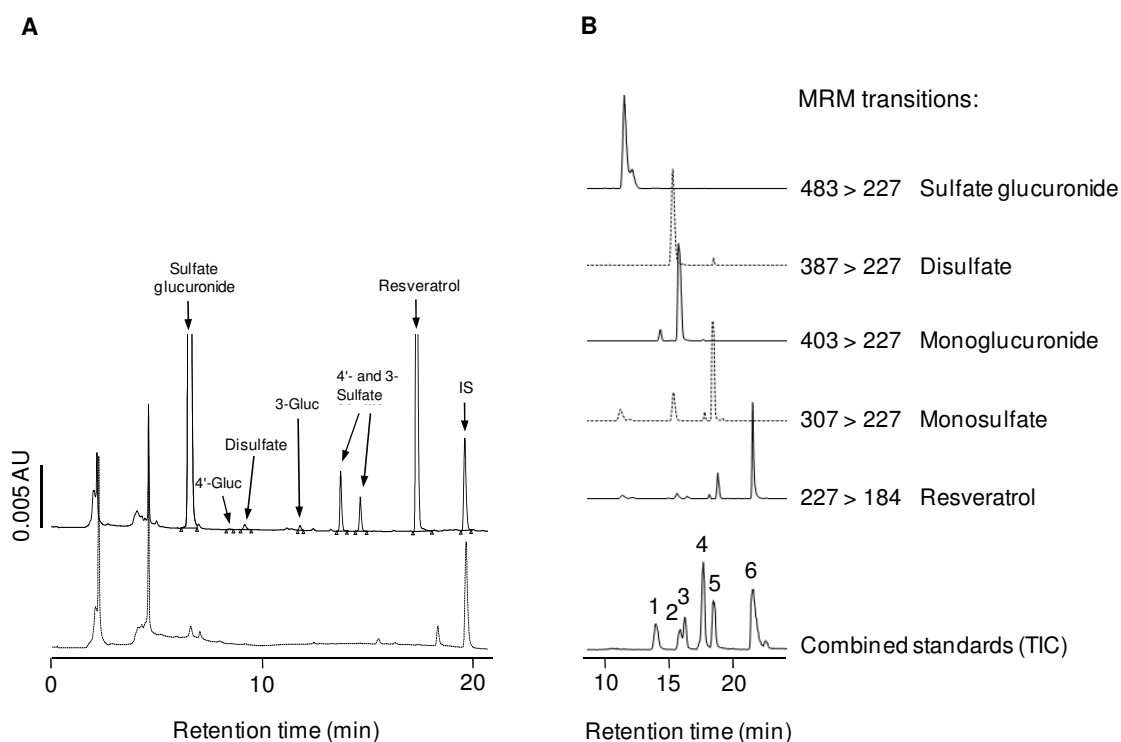 A
B
MRM transitions:
483 > 227 Sulfate glucuronide
387 > 227 Disulfate
403 > 227 Monoglucuronide
307 > 227 Monosulfate
227 > 184 Resveratrol
Combined standards (TIC)
Sulfate
glucuronide
Resveratrol
4'- and 3-
Sulfate
IS
3-Gluc
Disulfate
4'-Gluc
0.005 AU
0 10 20
Retention time (min)
1 2 3 4 5 6
10 15 20
Retention time (min)